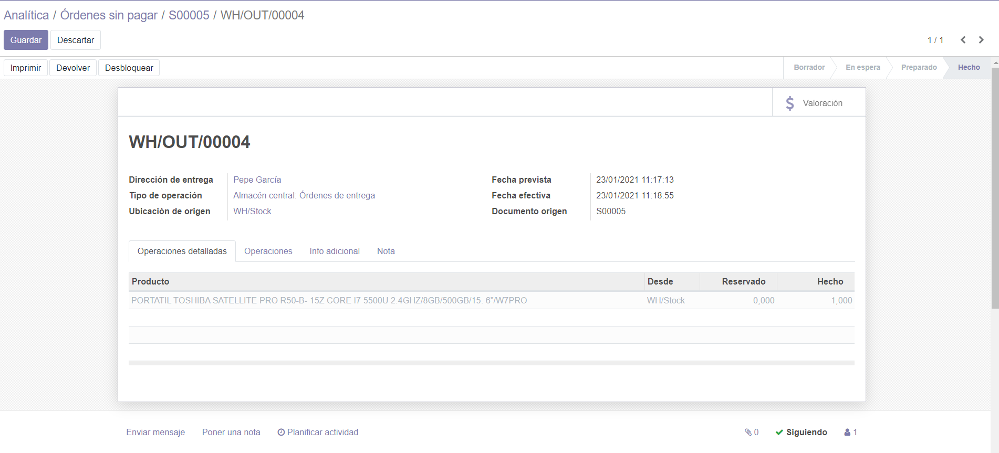 Analítica / Órdenes sin pagar / S00005 / WH/OUT/00004
Guardar Descartar 1 / 1
Imprimir Devolver Desbloquear Borrador En espera Preparado Hecho
$ Valoración
WH/OUT/00004
Dirección de entrega Pepe García Fecha prevista 23/01/2021 11:17:13
Tipo de operación Almacén central: Órdenes de entrega Fecha efectiva 23/01/2021 11:18:55
Ubicación de origen WH/Stock Documento origen S00005
Operaciones detalladas Operaciones Info adicional Nota
Producto Desde Reservado Hecho
PORTATIL TOSHIBA SATELLITE PRO R50-B- 15Z CORE I7 5500U 2.4GHZ/8GB/500GB/15. 6"/W7PRO WH/Stock 0,000 1,000
Enviar mensaje Poner una nota Planificar actividad 0 Siguiendo 1